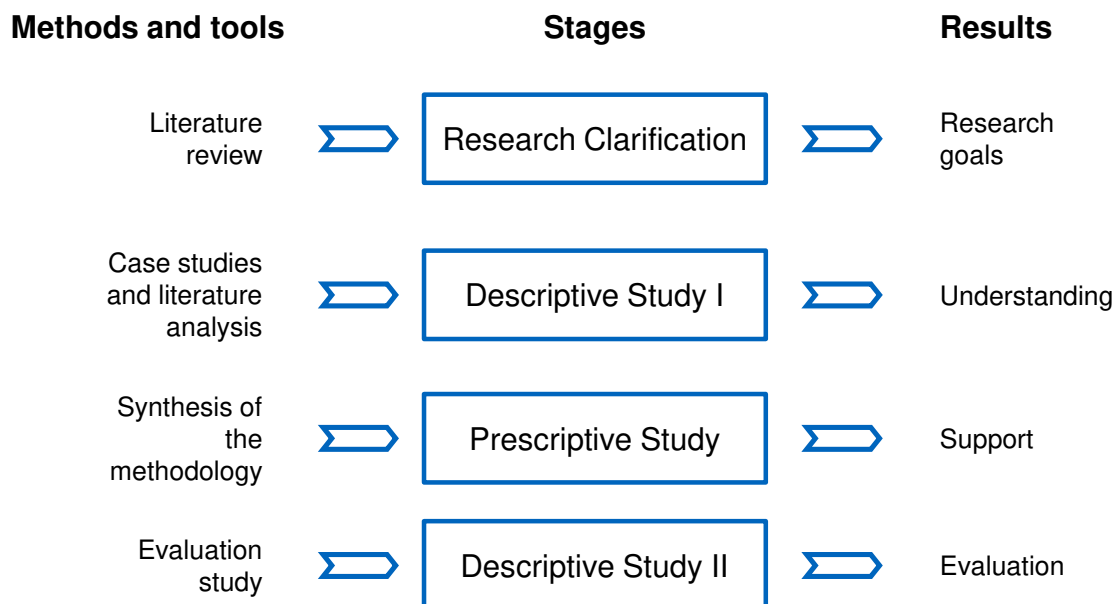 Methods and tools
Stages
Results
Literature
review
Research Clarification
Research
goals
Case studies
and literature
analysis
Descriptive Study I
Understanding
Synthesis of
the
methodology
Prescriptive Study
Support
Evaluation
study
Descriptive Study II
Evaluation